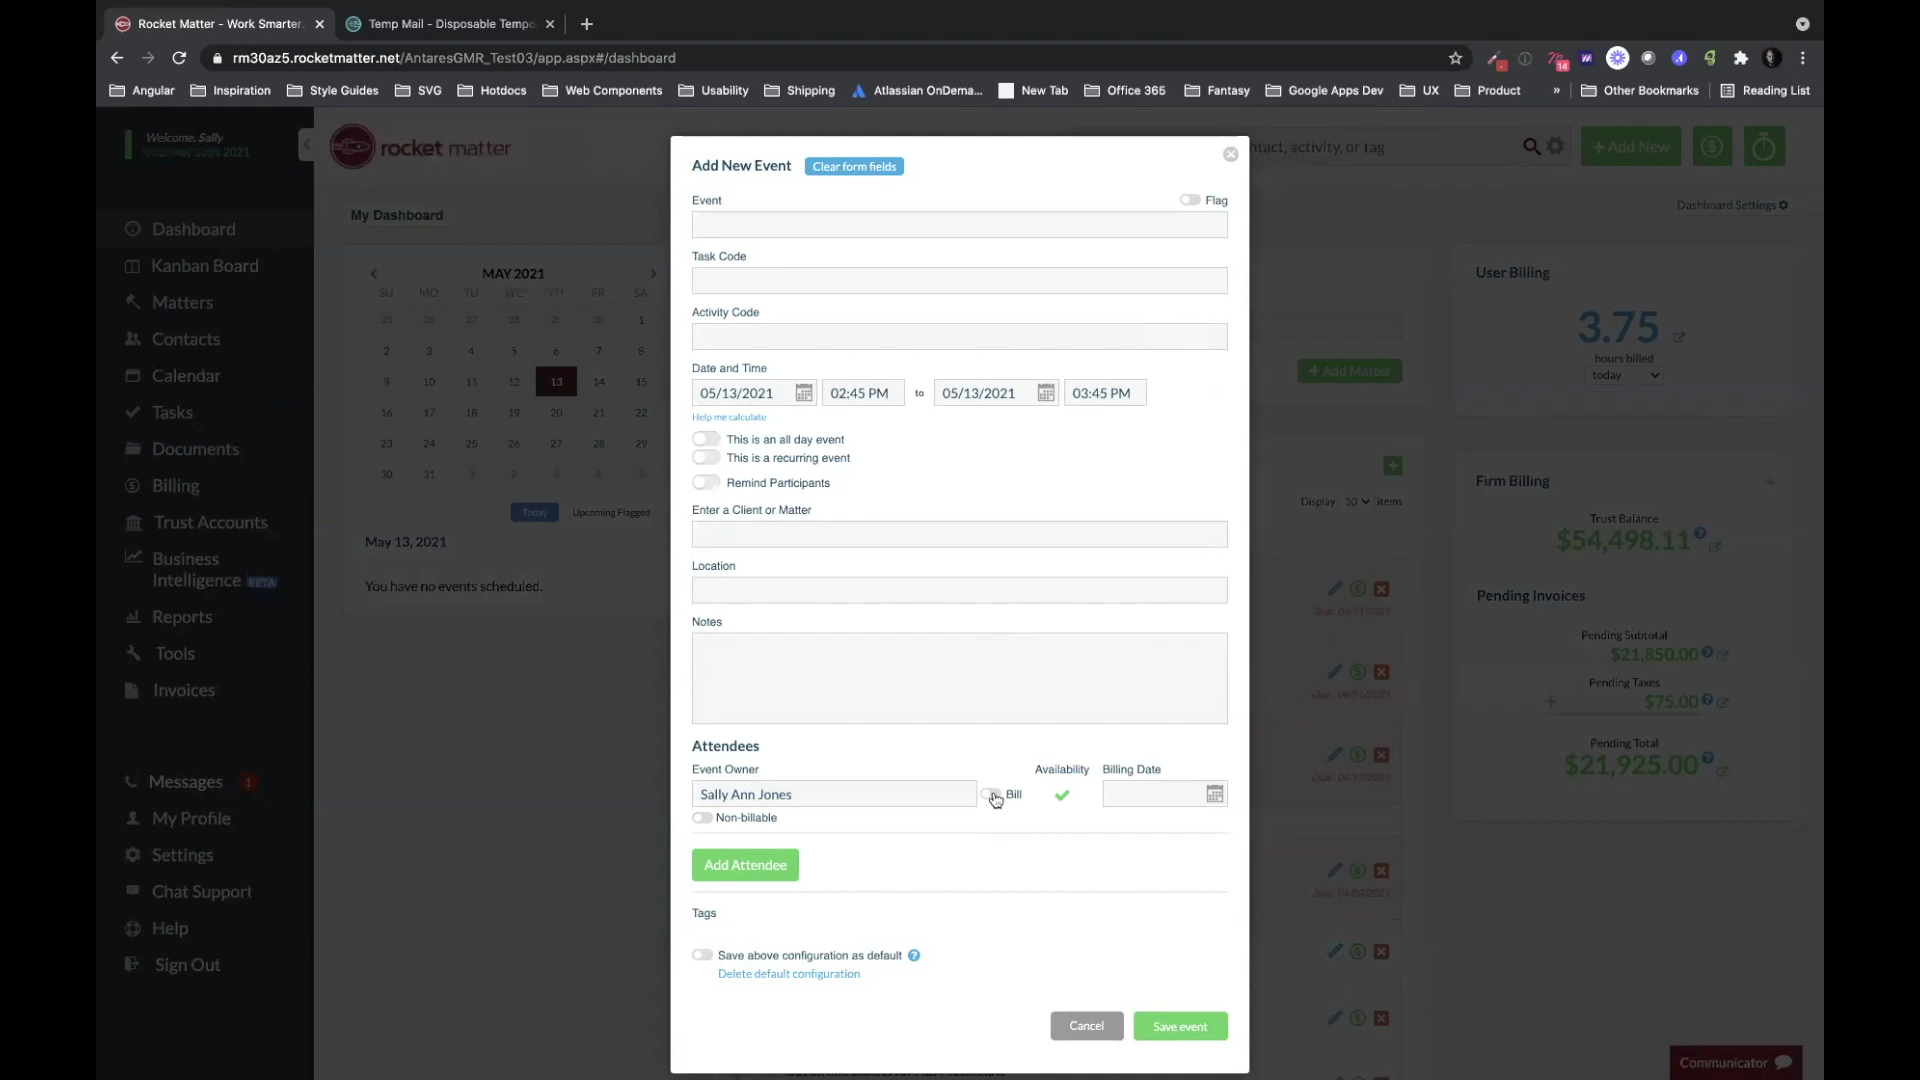 Rocket Matter - Work Smarter.
Temp Mail - Disposable Tempo
rm30az5.rocketmatter.net/AntaresGMR_Test03/app.aspx#/dashboard
14
Angular
Inspiration
Style Guides
SVG
Hotdocs
Web Components
Usability
Shipping
Atlassian OnDema...
New Tab
Office 365
Fantasy
Google Apps Dev
UX
Product
»
Other Bookmarks
Reading List
Welcome, Sally
2021
rocket matter
ntact, activity, or tag
+ Add New
Dashboard
Kanban Board
Matters
Contacts
Calendar
Tasks
Documents
Billing
Trust Accounts
Business
Intelligence BETA
Reports
Tools
Invoices
Messages 1
My Profile
Settings
Chat Support
Help
Sign Out
My Dashboard
Dashboard Settings
MAY 2021
SU MO TU WE TH FR SA
25 26 27 28 29 30 1
2 3 4 5 6 7 8
9 10 11 12 13 14 15
16 17 18 19 20 21 22
23 24 25 26 27 28 29
30 31 1 2 3 4 5
Today
Upcoming Flagged
May 13, 2021
You have no events scheduled.
Add New Event
Clear form fields
Event
Flag
Task Code
Activity Code
Date and Time
05/13/2021 02:45 PM to 05/13/2021 03:45 PM
Help me calculate
This is an all day event
This is a recurring event
Remind Participants
Enter a Client or Matter
Location
Notes
Attendees
Event Owner
Availability
Billing Date
Sally Ann Jones
Bill
Non-billable
Add Attendee
Tags
Save above configuration as default ?
Delete default configuration
Cancel
Save event
+ Add Matter
Display 30 items
Due: 04/11/2021
Due: 04/21/2021
Due: 04/17/2021
User Billing
3.75
hours billed
today
Firm Billing
Trust Balance
$54,498.11
Pending Invoices
Pending Subtotal
$21,850.00
Pending Taxes
+ $75.00
Pending Total
$21,925.00
Communicator